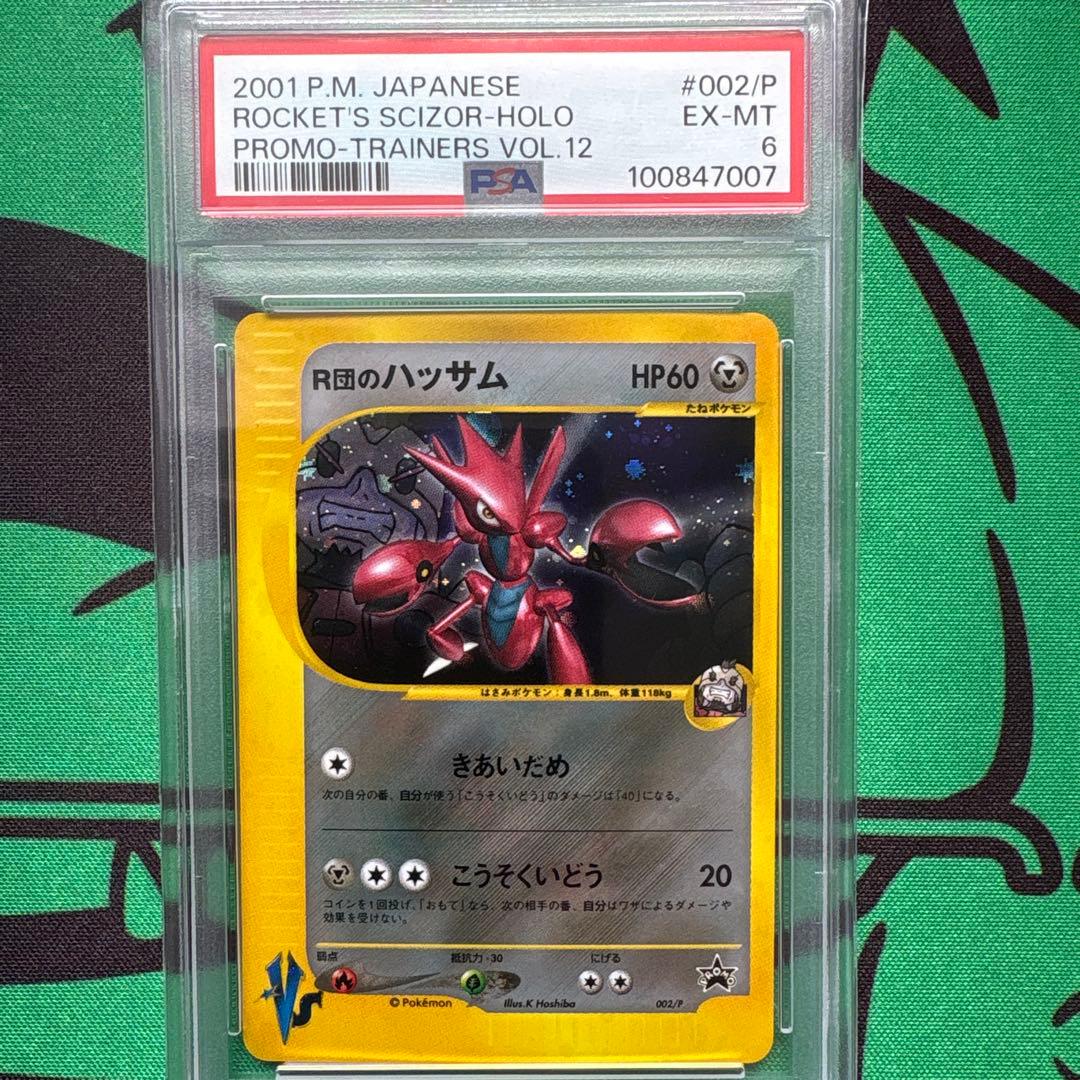 2001 P.M. JAPANESE #002/P
ROCKET'S SCIZOR-HOLO EX-MT
PROMO-TRAINERS VOL.12 6
PSA 100847007
R団のハッサム HP60
たねポケモン
はさみポケモン：身長1.8m、体重118kg
きあいだめ
次の自分の番、自分が使う「こうそくいどう」のダメージは「40」になる。
こうそくいどう 20
コインを1回投げ、「おもて」なら、次の相手の番、自分はワザによるダメージや
効果を受けない。
弱点 抵抗力-30 にげる
©Pokémon Illus.K Hoshiba 002/P
PROMO
VS